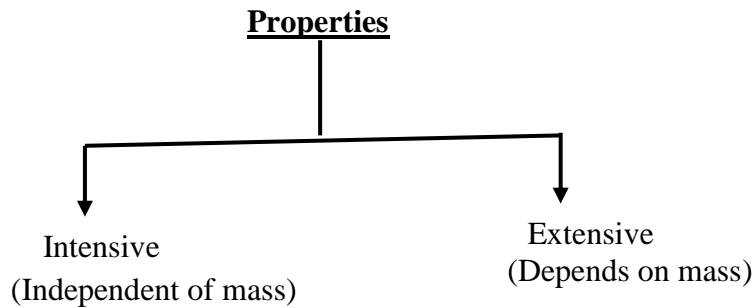 Properties
Intensive
(Independent of mass)
Extensive
(Depends on mass)